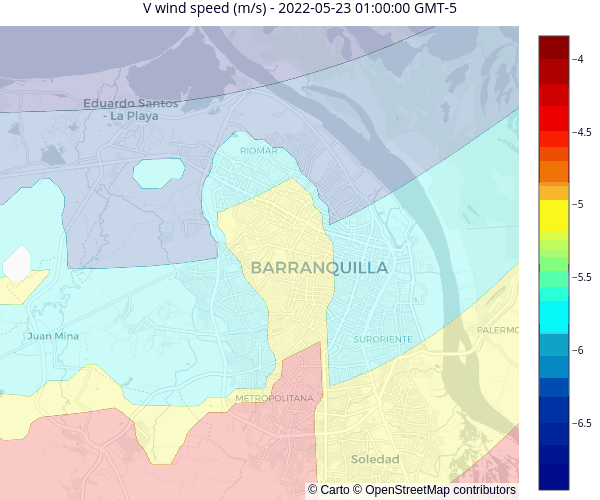 V wind speed (m/s) - 2022-05-23 01:00:00 GMT-5
Eduardo Santos
- La Playa
RIOMAR
BARRANQUILLA
Juan Mina
SURORIENTE
PALERMO
METROPOLITANA
Soledad
© Carto © OpenStreetMap contributors
−4
−4.5
−5
−5.5
−6
−6.5